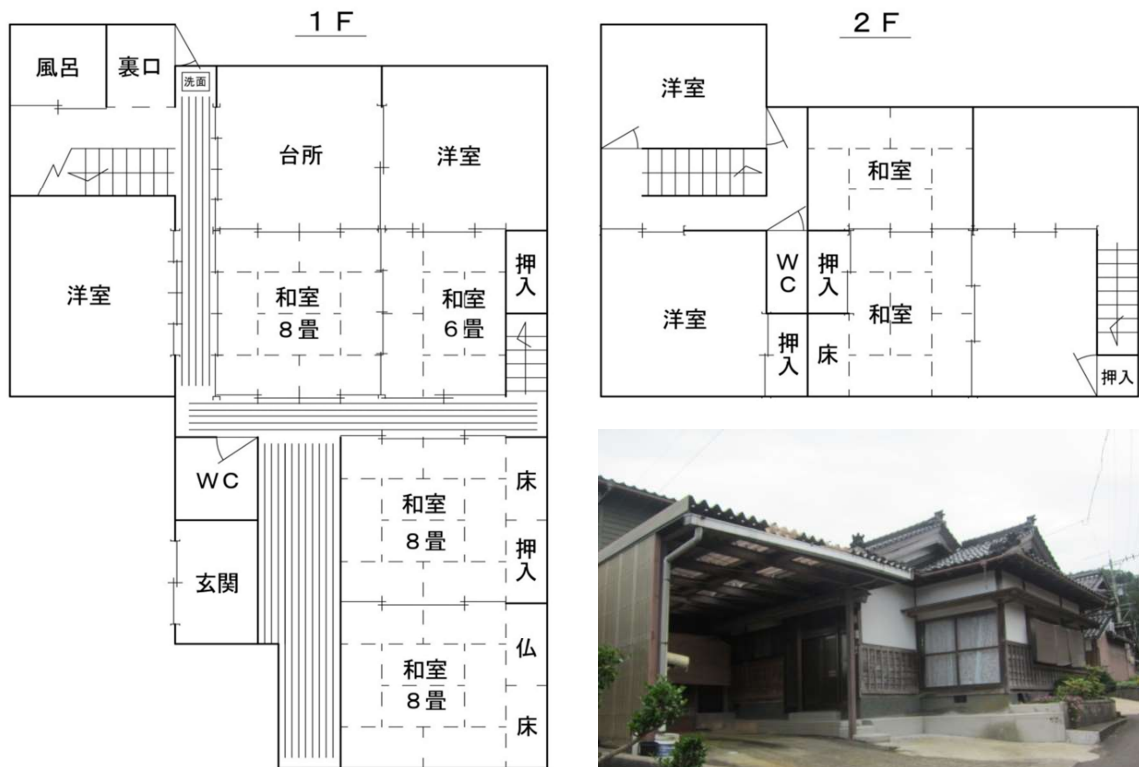 １Ｆ
風呂
裏口
洗面
台所
洋室
洋室
和室
８畳
和室
６畳
押入
ＷＣ
玄関
和室
８畳
床
押入
和室
８畳
仏
床
２Ｆ
洋室
和室
洋室
ＷＣ
押入
和室
押入
床
押入